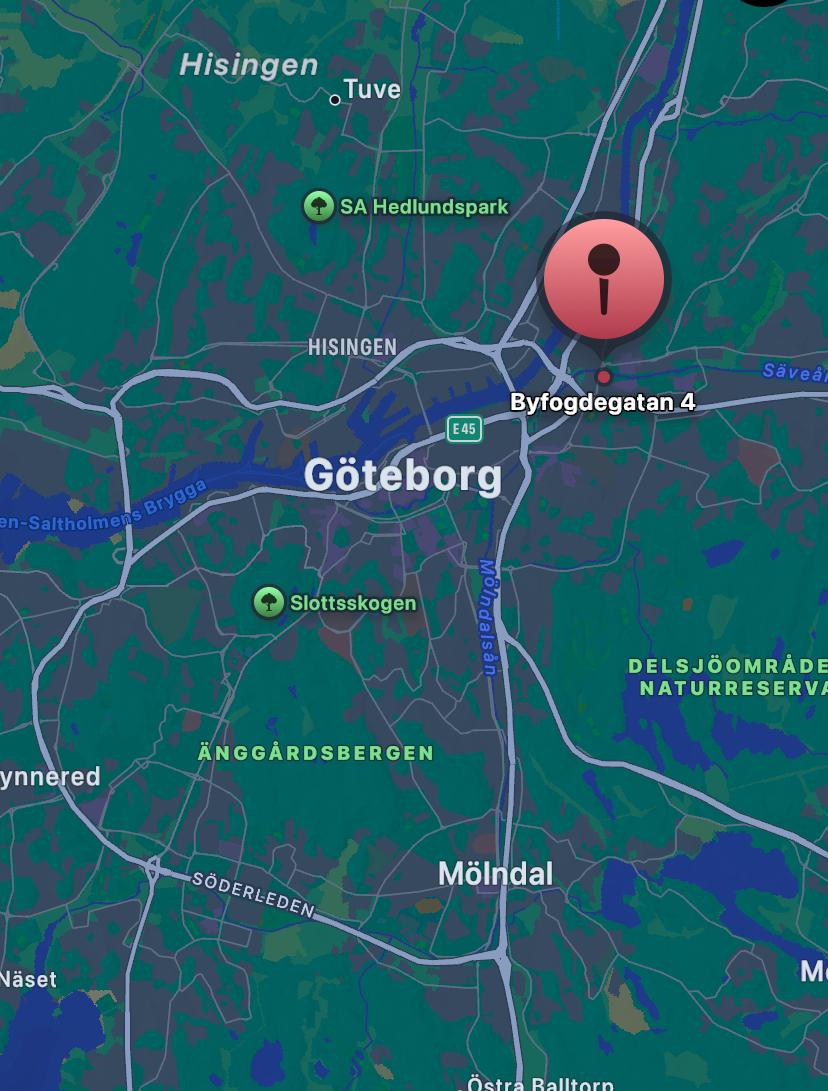 Hisingen
Tuve
SA Hedlundspark
HISINGEN
Säveån
Byfogdegatan 4
E45
Göteborg
en-Saltholmens Brygga
Mölndalsån
Slottsskogen
DELSJÖOMRÅDE
NATURRESERVA
ÄNGGÅRDSBERGEN
ynnered
Mölndal
SÖDERLEDEN
Näset
Mö
Östra Balltorp